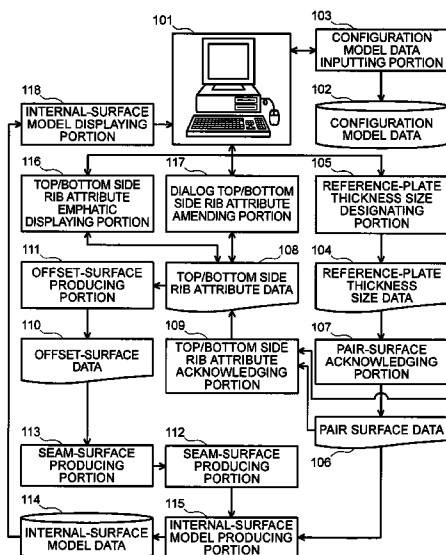 101
103
CONFIGURATION
MODEL DATA
INPUTTING PORTION
118
INTERNAL-SURFACE
MODEL DISPLAYING
PORTION
102
CONFIGURATION
MODEL DATA
116
TOP/BOTTOM SIDE
RIB ATTRIBUTE
EMPHATIC
DISPLAYING PORTION
117
DIALOG TOP/BOTTOM
SIDE RIB ATTRIBUTE
AMENDING PORTION
105
REFERENCE-PLATE
THICKNESS SIZE
DESIGNATING
PORTION
111
OFFSET-SURFACE
PRODUCING
PORTION
108
TOP/BOTTOM SIDE
RIB ATTRIBUTE DATA
104
REFERENCE-PLATE
THICKNESS
SIZE DATA
110
OFFSET-SURFACE
DATA
109
TOP/BOTTOM SIDE
RIB ATTRIBUTE
ACKNOWLEDGING
PORTION
107
PAIR-SURFACE
ACKNOWLEDGING
PORTION
113
SEAM-SURFACE
PRODUCING
PORTION
112
SEAM-SURFACE
PRODUCING
PORTION
PAIR SURFACE DATA
106
114
INTERNAL-SURFACE
MODEL DATA
115
INTERNAL-SURFACE
MODEL PRODUCING
PORTION